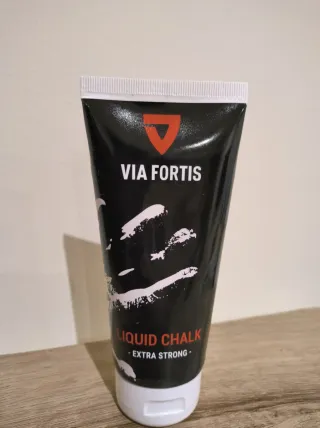 VIA FORTIS
LIQUID CHALK
- EXTRA STRONG -